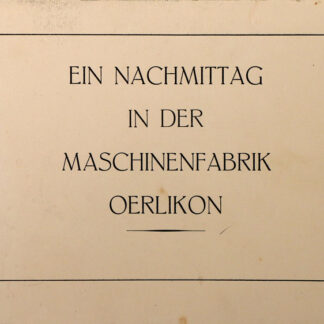 EIN NACHMITTAG
IN DER
MASCHINENFABRIK
OERLIKON